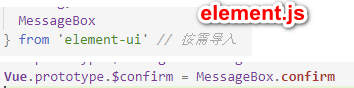 element.js
MessageBox
} from 'element-ui' // 按需导入
Vue.prototype.$confirm = MessageBox.confirm